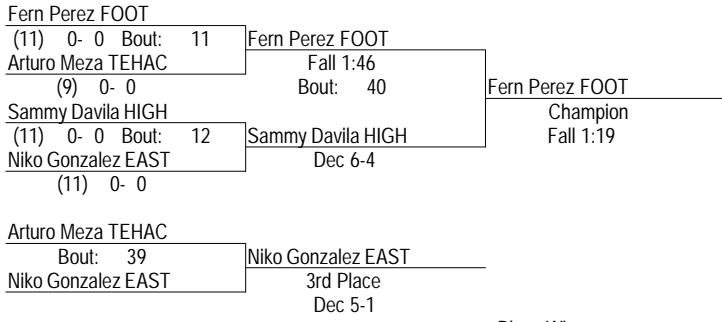 Fern Perez FOOT
(11) 0- 0 Bout: 11 Fern Perez FOOT
Arturo Meza TEHAC Fall 1:46
(9) 0- 0 Bout: 40 Fern Perez FOOT
Sammy Davila HIGH Champion
(11) 0- 0 Bout: 12 Sammy Davila HIGH Fall 1:19
Niko Gonzalez EAST Dec 6-4
(11) 0- 0
Arturo Meza TEHAC
Bout: 39 Niko Gonzalez EAST
Niko Gonzalez EAST 3rd Place
Dec 5-1